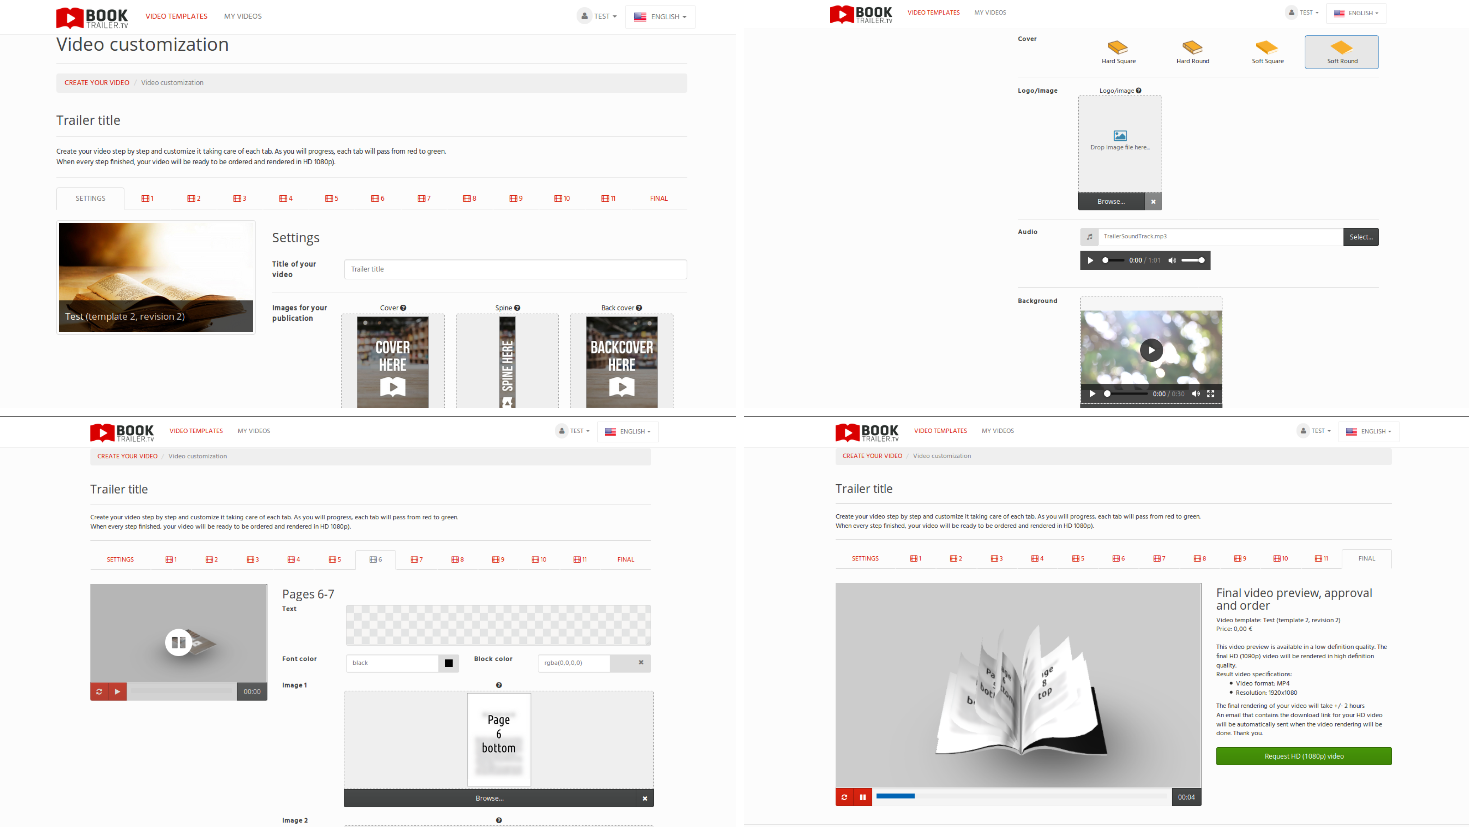 BOOK
TRAILER.TV
VIDEO TEMPLATES
MY VIDEOS
TEST
ENGLISH
Video customization
CREATE YOUR VIDEO / Video customization
Trailer title
Create your video step by step and customize it taking care of each tab. As you will progress, each tab will pass from red to green.
When every step finished, your video will be ready to be ordered and rendered in HD 1080p).
SETTINGS 1 2 3 4 5 6 7 8 9 10 11 FINAL
Test (template 2, revision 2)
Settings
Title of your
video
Trailer title
Images for your
publication
Cover
Spine
Back cover
COVER
HERE
SPINE HERE
BACKCOVER
HERE
BOOK
TRAILER.TV
VIDEO TEMPLATES
MY VIDEOS
TEST
ENGLISH
Cover
Hard Square
Hard Round
Soft Square
Soft Round
Logo/Image
Logo/image
Drop image file here...
Browse...
Audio
TrailerSoundTrack.mp3
Select...
0:00 / 1:01
Background
0:00 / 0:30
BOOK
TRAILER.TV
VIDEO TEMPLATES
MY VIDEOS
TEST
ENGLISH
CREATE YOUR VIDEO / Video customization
Trailer title
Create your video step by step and customize it taking care of each tab. As you will progress, each tab will pass from red to green.
When every step finished, your video will be ready to be ordered and rendered in HD 1080p).
SETTINGS 1 2 3 4 5 6 7 8 9 10 11 FINAL
00:00
Pages 6-7
Text
Font color
black
Block color
rgba(0,0,0,0)
Image 1
Page
6
bottom
Browse...
Image 2
BOOK
TRAILER.TV
VIDEO TEMPLATES
MY VIDEOS
TEST
ENGLISH
CREATE YOUR VIDEO / Video customization
Trailer title
Create your video step by step and customize it taking care of each tab. As you will progress, each tab will pass from red to green.
When every step finished, your video will be ready to be ordered and rendered in HD 1080p).
SETTINGS 1 2 3 4 5 6 7 8 9 10 11 FINAL
8
top
00:04
Final video preview, approval
and order
Video template: Test (template 2, revision 2)
Price: 0,00 €
This video preview is available in a low definition quality. The
final HD (1080p) video will be rendered in high definition
quality.
Result video specifications:
Video format: MP4
Resolution: 1920x1080
The final rendering of your video will take +/- 2 hours
An email that contains the download link for your HD video
will be automatically sent when the video rendering will be
done. Thank you.
Request HD (1080p) video